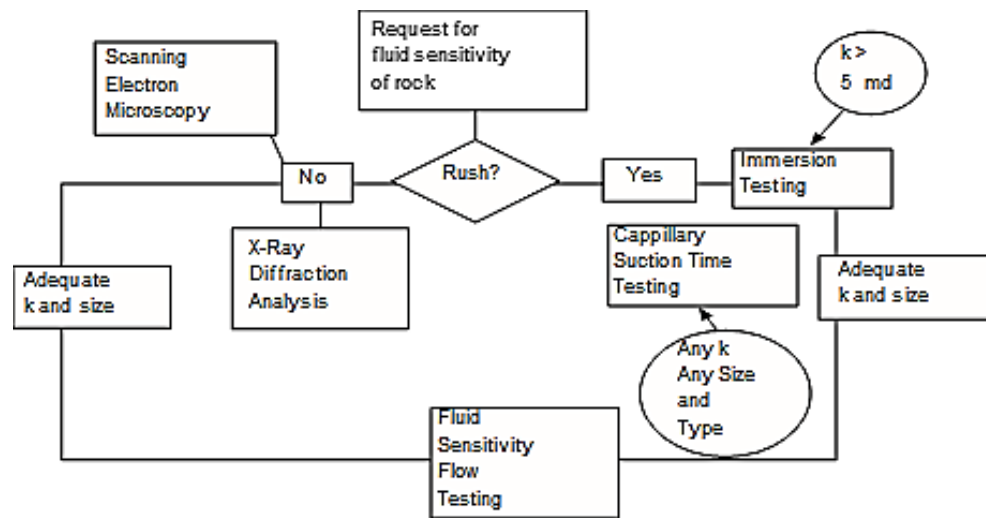 Scanning
Electron
Microscopy
Request for
fluid sensitivity
of rock
k >
5 md
No
Rush?
Yes
Immersion
Testing
X-Ray
Diffraction
Analysis
Cappillary
Suction Time
Testing
Adequate
k and size
Adequate
k and size
Any k
Any Size
and
Type
Fluid
Sensitivity
Flow
Testing